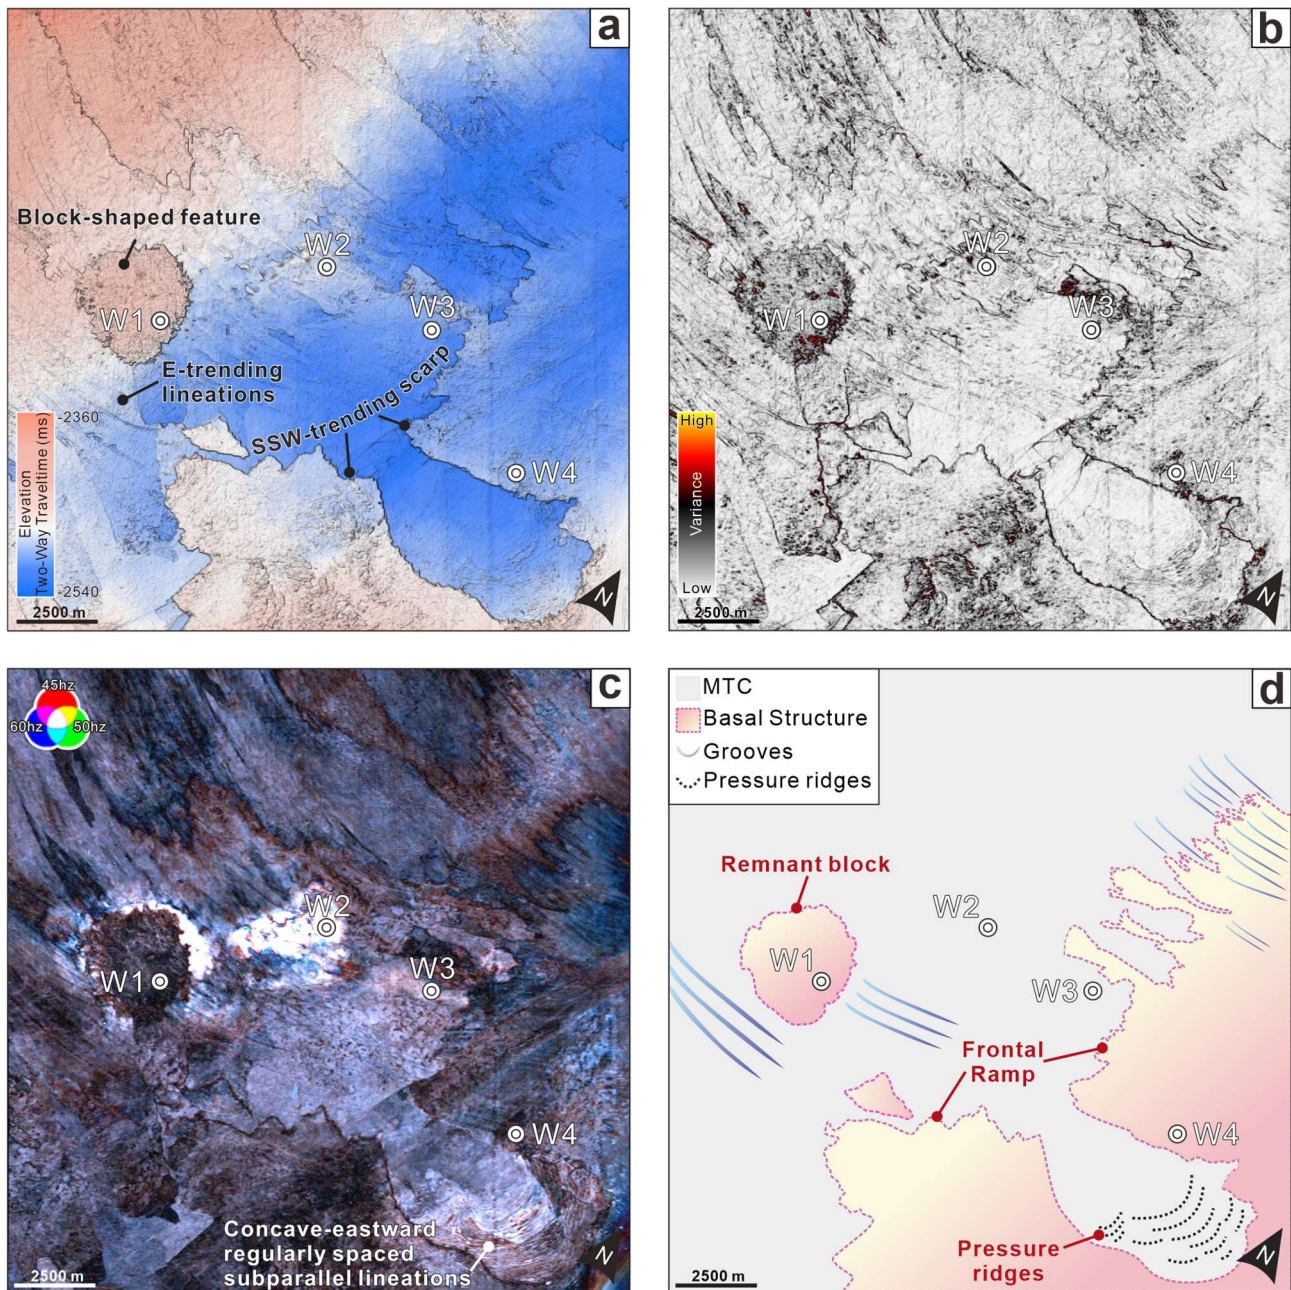 a
Block-shaped feature
W2
W1
W3
E-trending
lineations
SSW-trending scarp
-2360
Elevation
Two-Way Traveltime (ms)
-2540
W4
2500 m
N
b
W2
W1
W3
High
Variance
Low
W4
2500 m
N
c
45hz
60hz
50hz
W2
W1
W3
W4
Concave-eastward
regularly spaced
subparallel lineations
2500 m
N
d
MTC
Basal Structure
Grooves
Pressure ridges
Remnant block
W2
W1
W3
Frontal
Ramp
W4
Pressure
ridges
2500 m
N